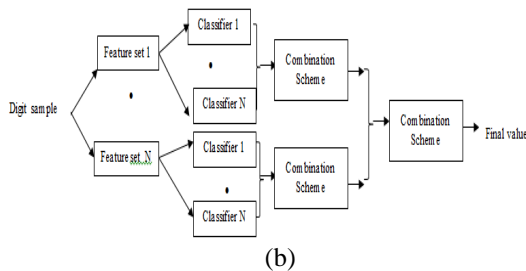 Classifier 1
Feature set 1
Combination
Scheme
Classifier N
Digit sample
Combination
Scheme
Final value
Feature set N
Classifier 1
Combination
Scheme
Classifier N
(b)